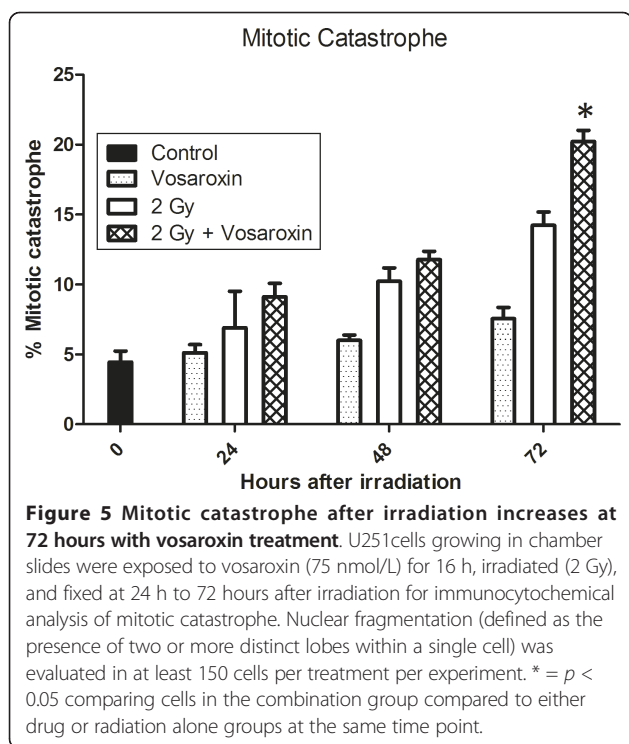 Mitotic Catastrophe
25
20
15
10
5
0
% Mitotic catastrophe
*
Control
Vosaroxin
2 Gy
2 Gy + Vosaroxin
0
24
48
72
Hours after irradiation
Figure 5 Mitotic catastrophe after irradiation increases at
72 hours with vosaroxin treatment. U251cells growing in chamber
slides were exposed to vosaroxin (75 nmol/L) for 16 h, irradiated (2 Gy),
and fixed at 24 h to 72 hours after irradiation for immunocytochemical
analysis of mitotic catastrophe. Nuclear fragmentation (defined as the
presence of two or more distinct lobes within a single cell) was
evaluated in at least 150 cells per treatment per experiment. * = p <
0.05 comparing cells in the combination group compared to either
drug or radiation alone groups at the same time point.